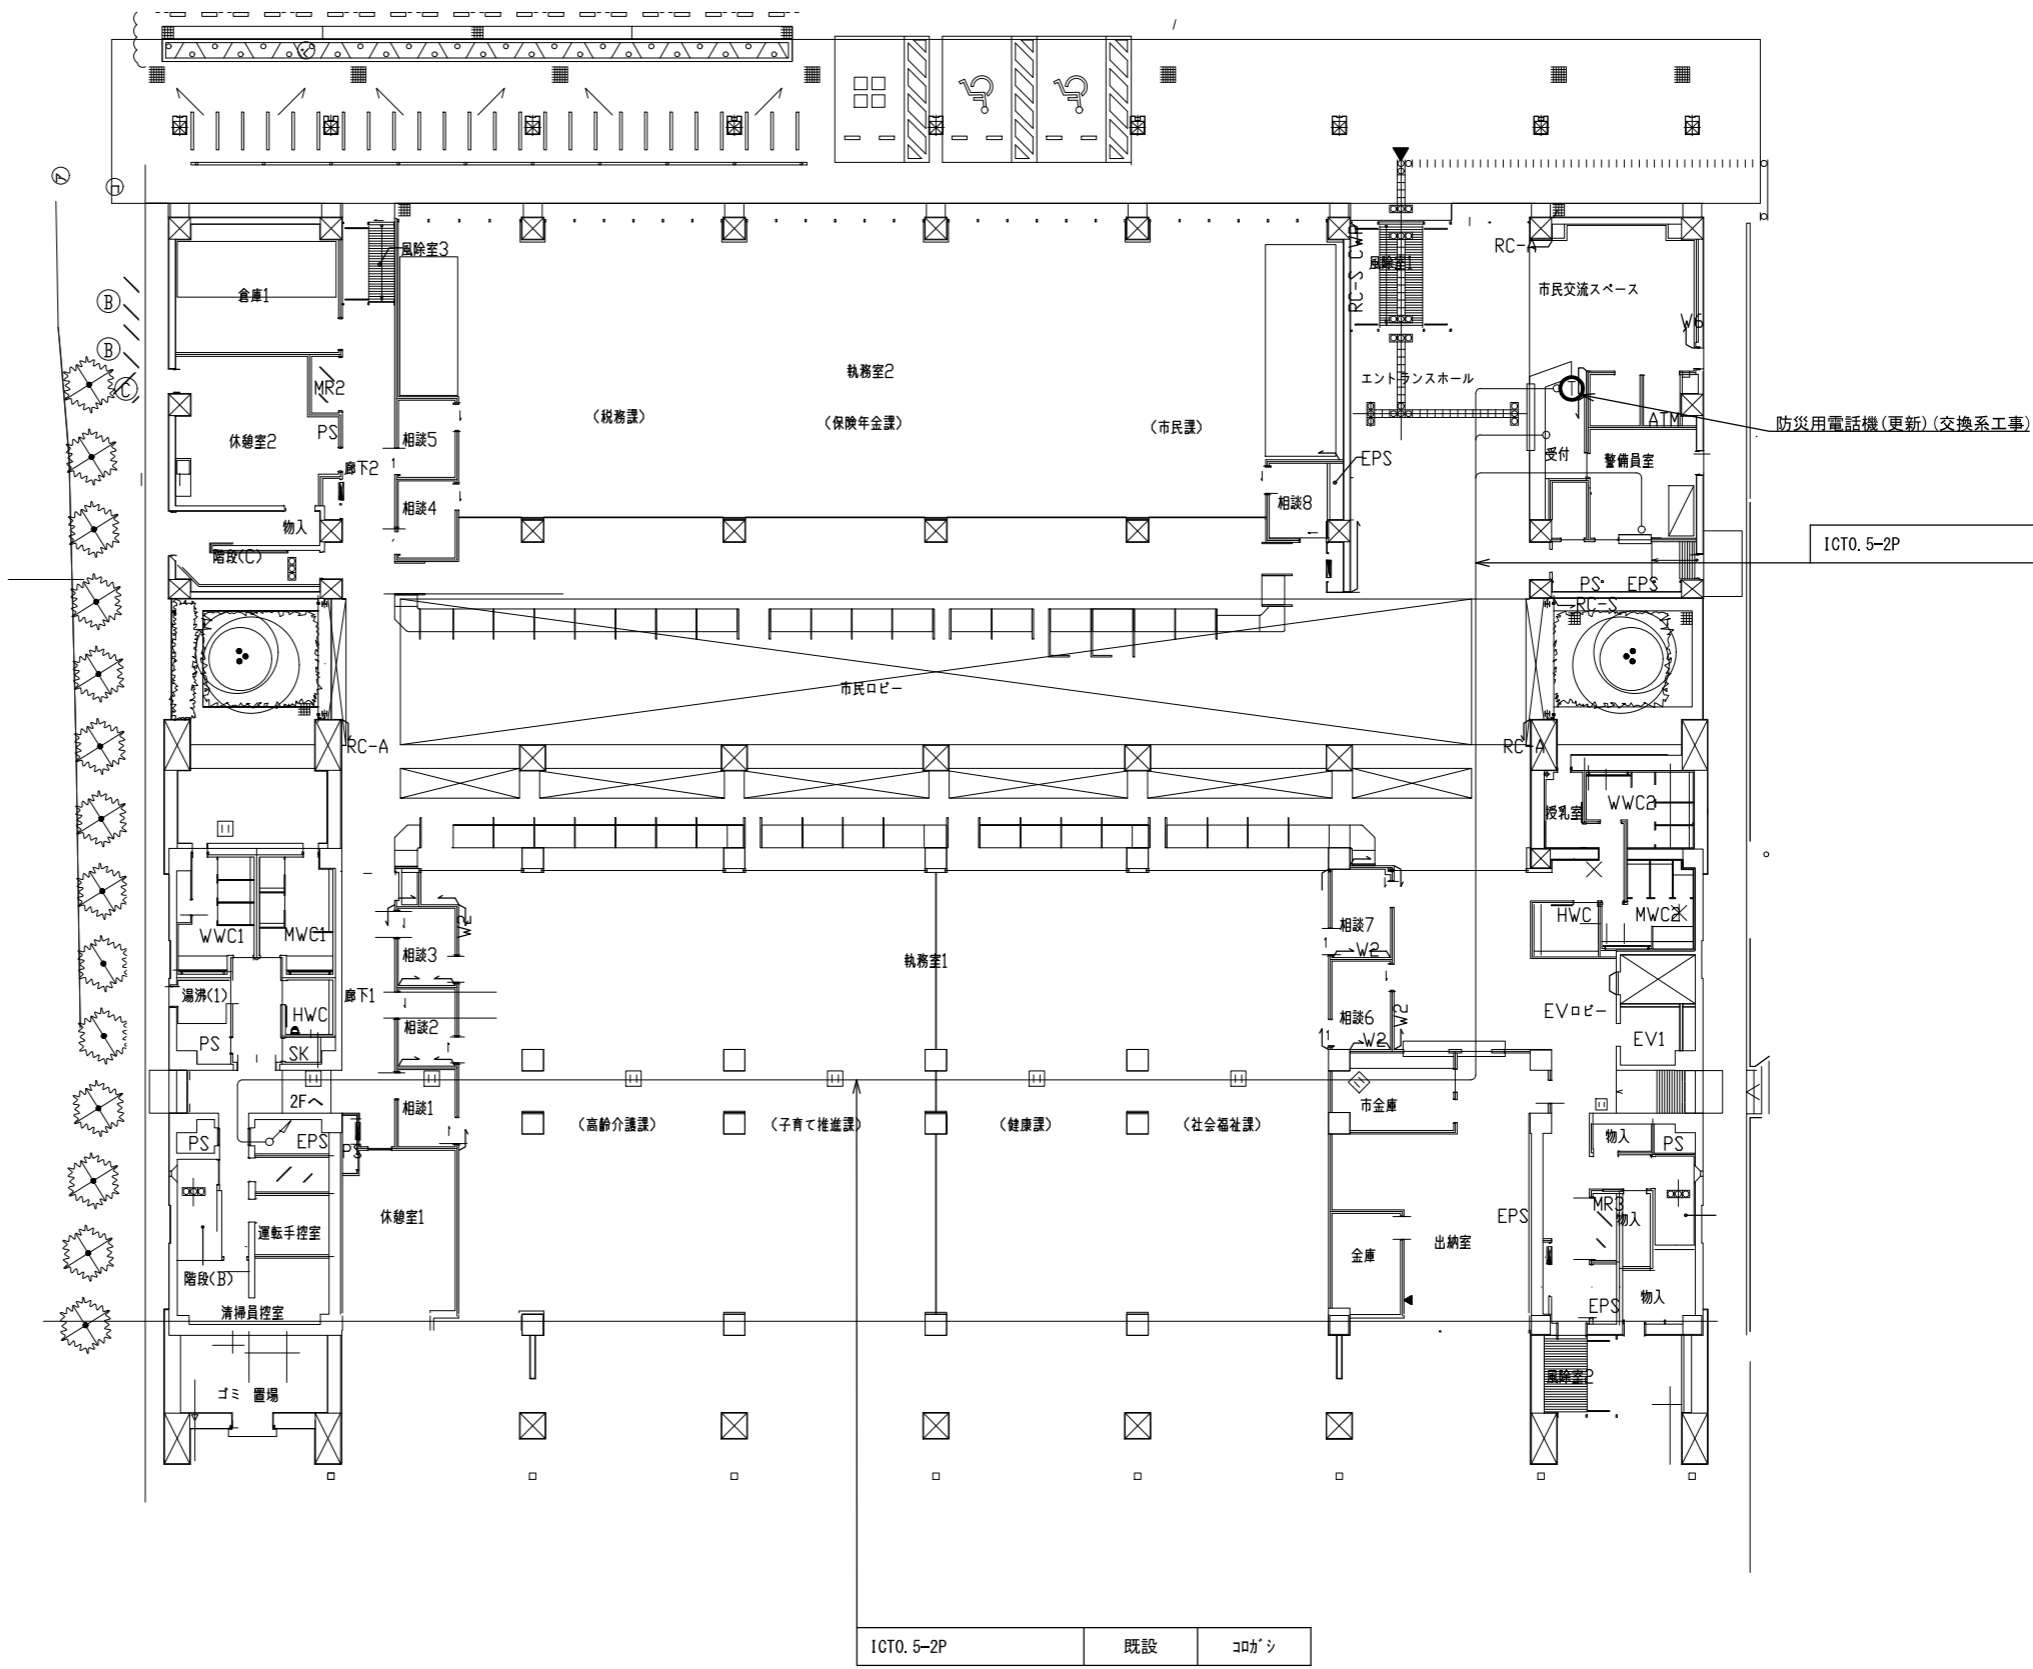 ア
コ
風除室3
RC-A
RC-S CWP
風除室1
倉庫1
市民交流スペース
B
B
C
W6
執務室2
エントランスホール
MR2
T
(税務課)
(保険年金課)
(市民課)
ATM
防災用電話機(更新)(交換系工事)
PS
休憩室2
相談5
廊下2
EPS
受付
警備員室
相談4
相談8
物入
階段(C)
ICT0.5-2P
PS
EPS
RC-S
市民ロビー
RC-A
RC-A
授乳室
WWC2
WWC1
MWC1
W2
相談3
執務室1
相談7
W2
HWC
MWC2
湯沸(1)
HWC
廊下1
相談2
相談6
W2
W2
EVロビー
EV1
PS
SK
2Fへ
相談1
市金庫
PS
EPS
PS
(高齢介護課)
(子育て推進課)
(健康課)
(社会福祉課)
物入
PS
休憩室1
運転手控室
EPS
MR3
物入
金庫
出納室
階段(B)
清掃員控室
EPS
物入
ゴミ 置場
風除室2
ICT0.5-2P 既設 コロガシ